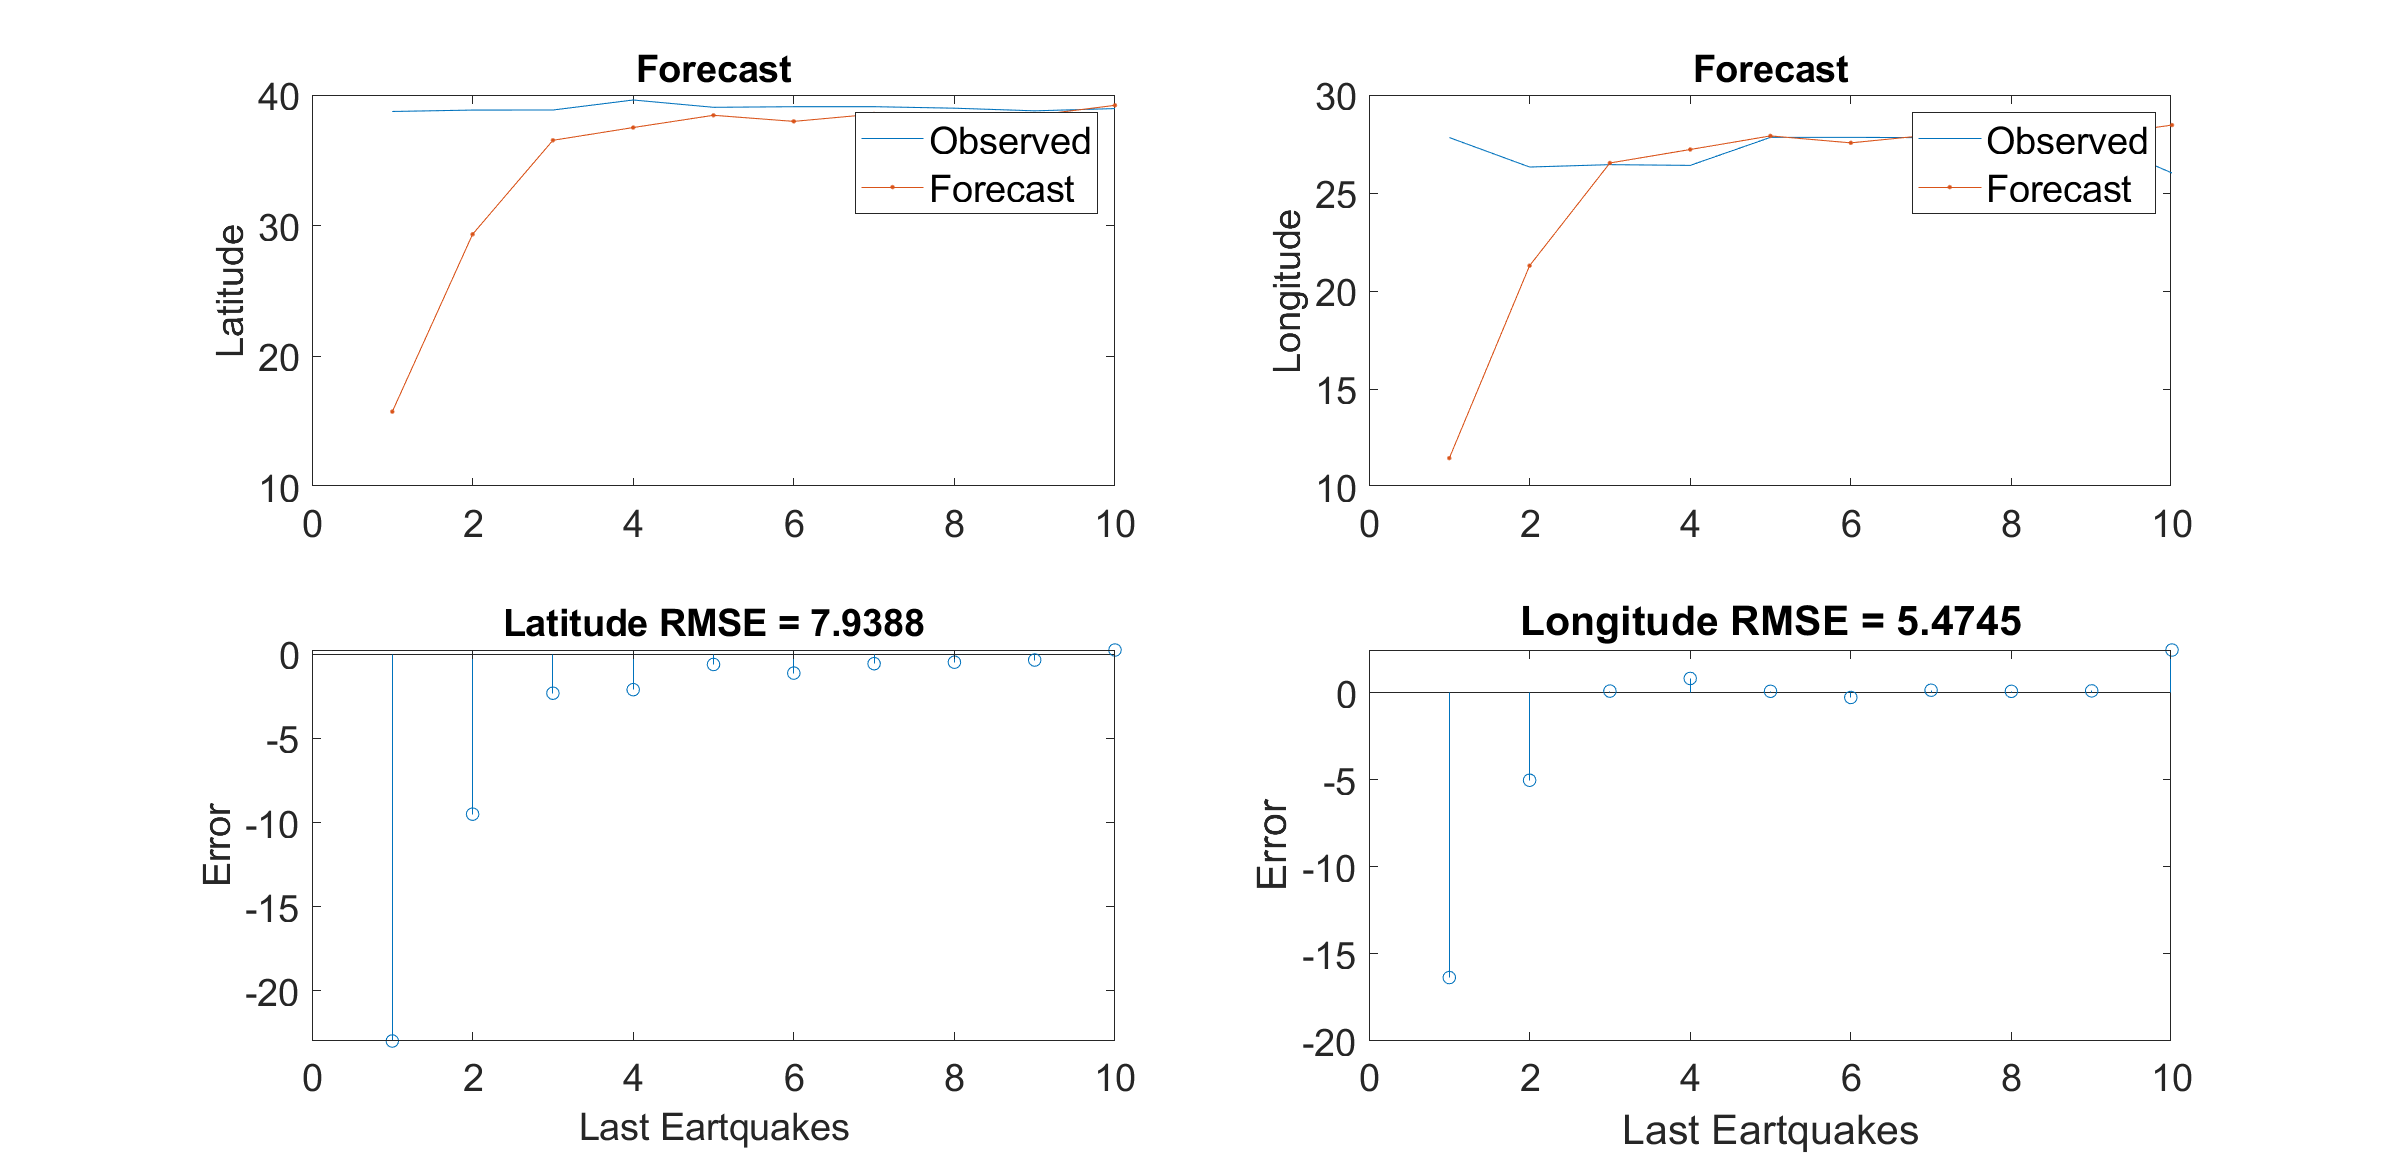 Forecast
40
30
20
10
Latitude
0 2 4 6 8 10
Observed
Forecast
Forecast
30
25
20
15
10
Longitude
0 2 4 6 8 10
Observed
Forecast
Latitude RMSE = 7.9388
0
-5
-10
-15
-20
Error
0 2 4 6 8 10
Last Eartquakes
Longitude RMSE = 5.4745
0
-5
-10
-15
-20
Error
0 2 4 6 8 10
Last Eartquakes